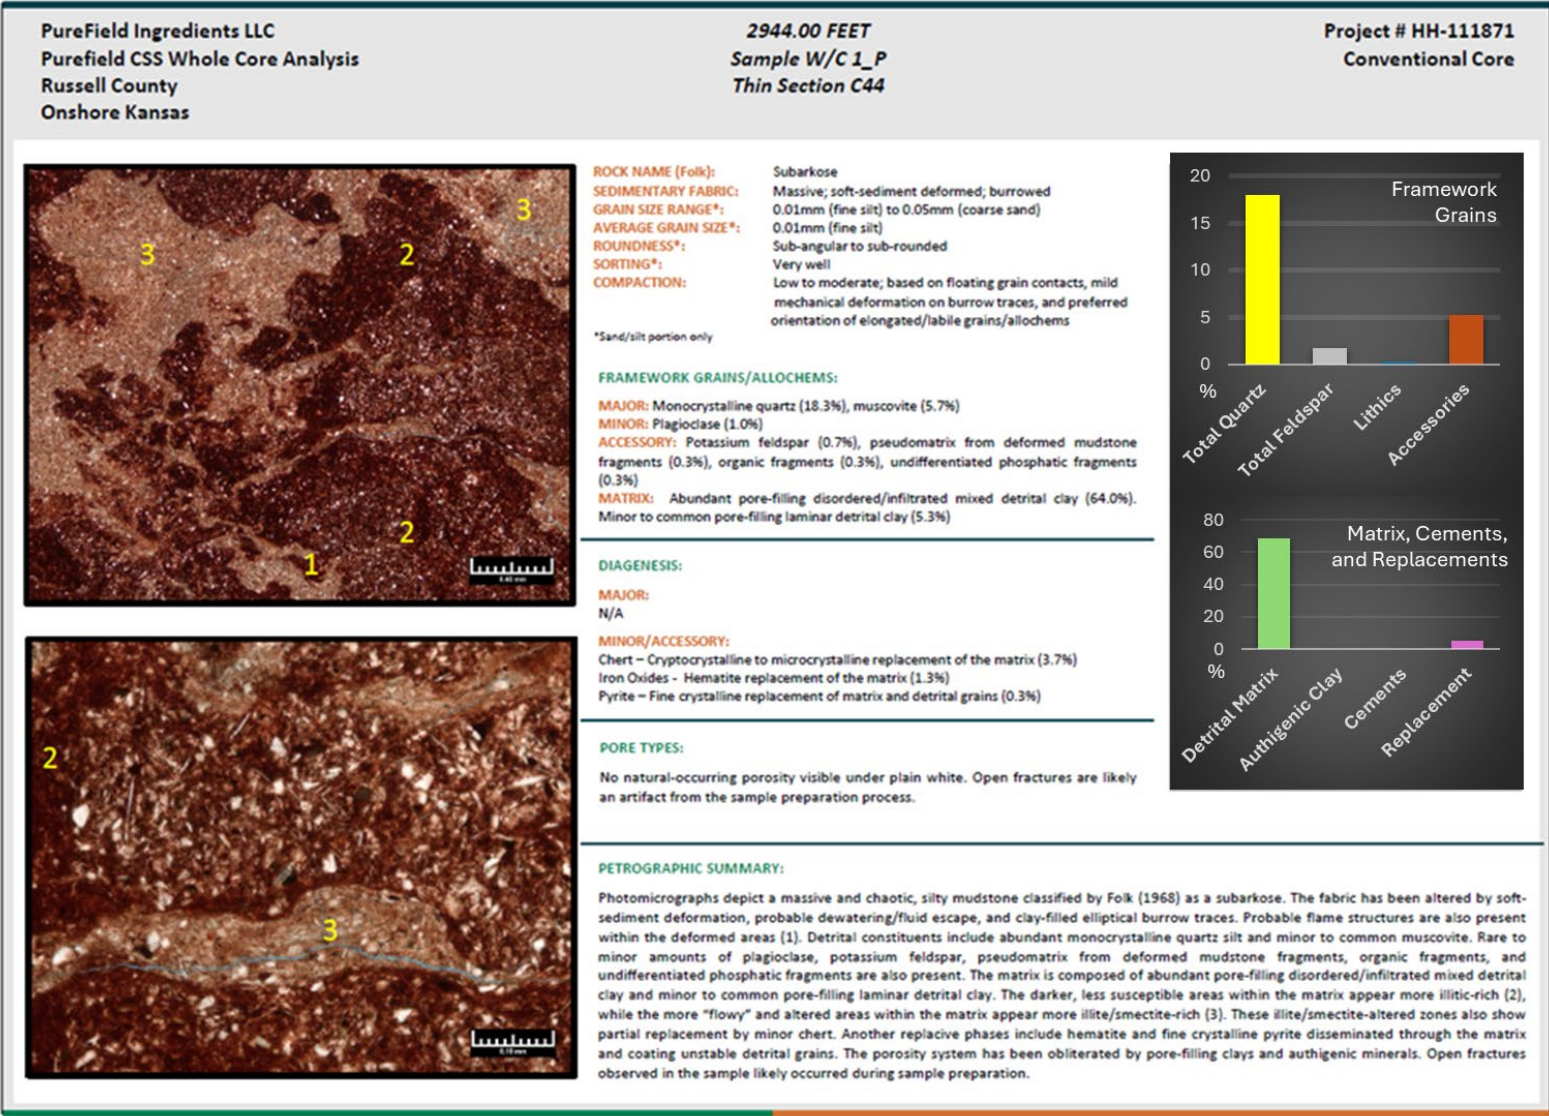 PureField Ingredients LLC
Purefield CSS Whole Core Analysis
Russell County
Onshore Kansas
2944.00 FEET
Sample W/C 1_P
Thin Section C44
Project # HH-111871
Conventional Core
3
3
2
2
1
0.40 mm
2
3
0.10 mm
ROCK NAME (Folk): Subarkose
SEDIMENTARY FABRIC: Massive; soft-sediment deformed; burrowed
GRAIN SIZE RANGE*: 0.01mm (fine silt) to 0.05mm (coarse sand)
AVERAGE GRAIN SIZE*: 0.01mm (fine silt)
ROUNDNESS*: Sub-angular to sub-rounded
SORTING*: Very well
COMPACTION: Low to moderate; based on floating grain contacts, mild
mechanical deformation on burrow traces, and preferred
orientation of elongated/labile grains/allochems
*Sand/silt portion only
FRAMEWORK GRAINS/ALLOCHEMS:
MAJOR: Monocrystalline quartz (18.3%), muscovite (5.7%)
MINOR: Plagioclase (1.0%)
ACCESSORY: Potassium feldspar (0.7%), pseudomatrix from deformed mudstone
fragments (0.3%), organic fragments (0.3%), undifferentiated phosphatic fragments
(0.3%)
MATRIX: Abundant pore-filling disordered/infiltrated mixed detrital clay (64.0%).
Minor to common pore-filling laminar detrital clay (5.3%)
DIAGENESIS:
MAJOR:
N/A
MINOR/ACCESSORY:
Chert – Cryptocrystalline to microcrystalline replacement of the matrix (3.7%)
Iron Oxides - Hematite replacement of the matrix (1.3%)
Pyrite – Fine crystalline replacement of matrix and detrital grains (0.3%)
PORE TYPES:
No natural-occurring porosity visible under plain white. Open fractures are likely
an artifact from the sample preparation process.
Framework
Grains
20
15
10
5
0
%
Total Quartz
Total Feldspar
Lithics
Accessories
Matrix, Cements,
and Replacements
80
60
40
20
0
%
Detrital Matrix
Authigenic Clay
Cements
Replacement
PETROGRAPHIC SUMMARY:
Photomicrographs depict a massive and chaotic, silty mudstone classified by Folk (1968) as a subarkose. The fabric has been altered by soft-
sediment deformation, probable dewatering/fluid escape, and clay-filled elliptical burrow traces. Probable flame structures are also present
within the deformed areas (1). Detrital constituents include abundant monocrystalline quartz silt and minor to common muscovite. Rare to
minor amounts of plagioclase, potassium feldspar, pseudomatrix from deformed mudstone fragments, organic fragments, and
undifferentiated phosphatic fragments are also present. The matrix is composed of abundant pore-filling disordered/infiltrated mixed detrital
clay and minor to common pore-filling laminar detrital clay. The darker, less susceptible areas within the matrix appear more illitic-rich (2),
while the more "flowy" and altered areas within the matrix appear more illite/smectite-rich (3). These illite/smectite-altered zones also show
partial replacement by minor chert. Another replacive phases include hematite and fine crystalline pyrite disseminated through the matrix
and coating unstable detrital grains. The porosity system has been obliterated by pore-filling clays and authigenic minerals. Open fractures
observed in the sample likely occurred during sample preparation.